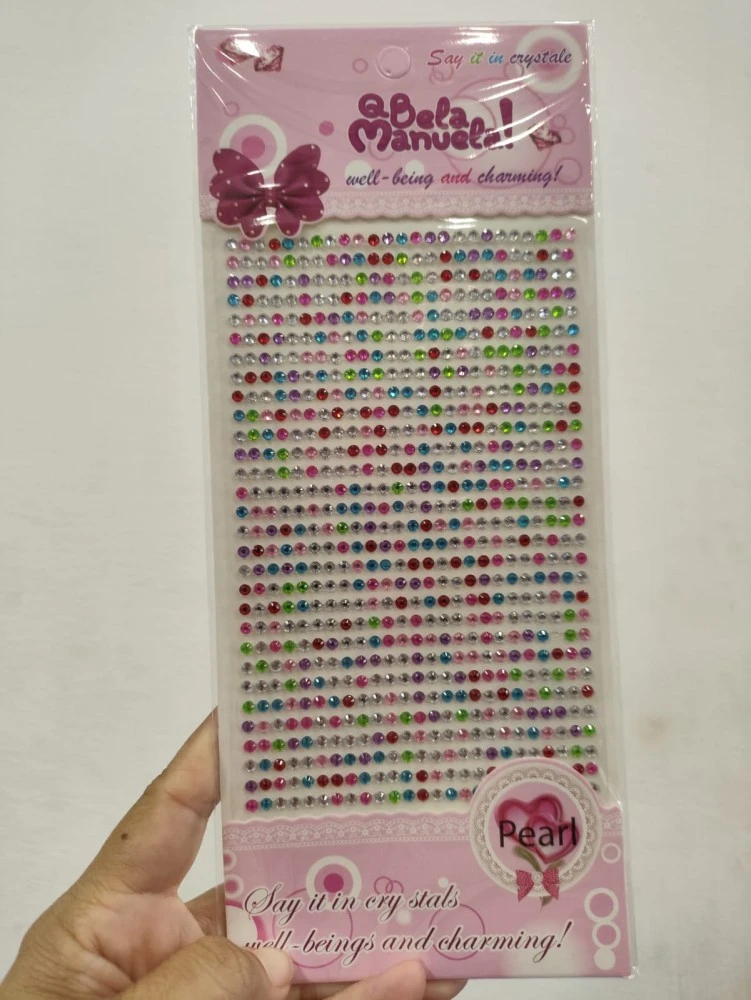 Say it in crystale
QBela
Manuela!
well-being and charming!
Pearl
Say it in cry stals
well-beings and charming!